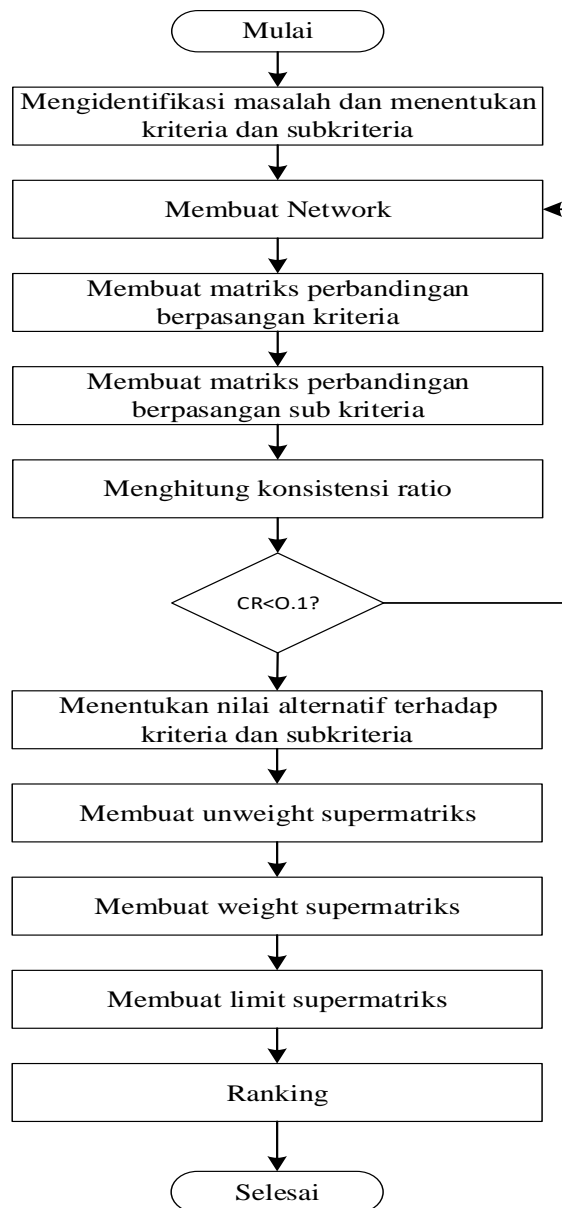 Mulai
Mengidentifikasi masalah dan menentukan
kriteria dan subkriteria
Membuat Network
Membuat matriks perbandingan
berpasangan kriteria
Membuat matriks perbandingan
berpasangan sub kriteria
Menghitung konsistensi ratio
CR<O.1?
Menentukan nilai alternatif terhadap
kriteria dan subkriteria
Membuat unweight supermatriks
Membuat weight supermatriks
Membuat limit supermatriks
Ranking
Selesai